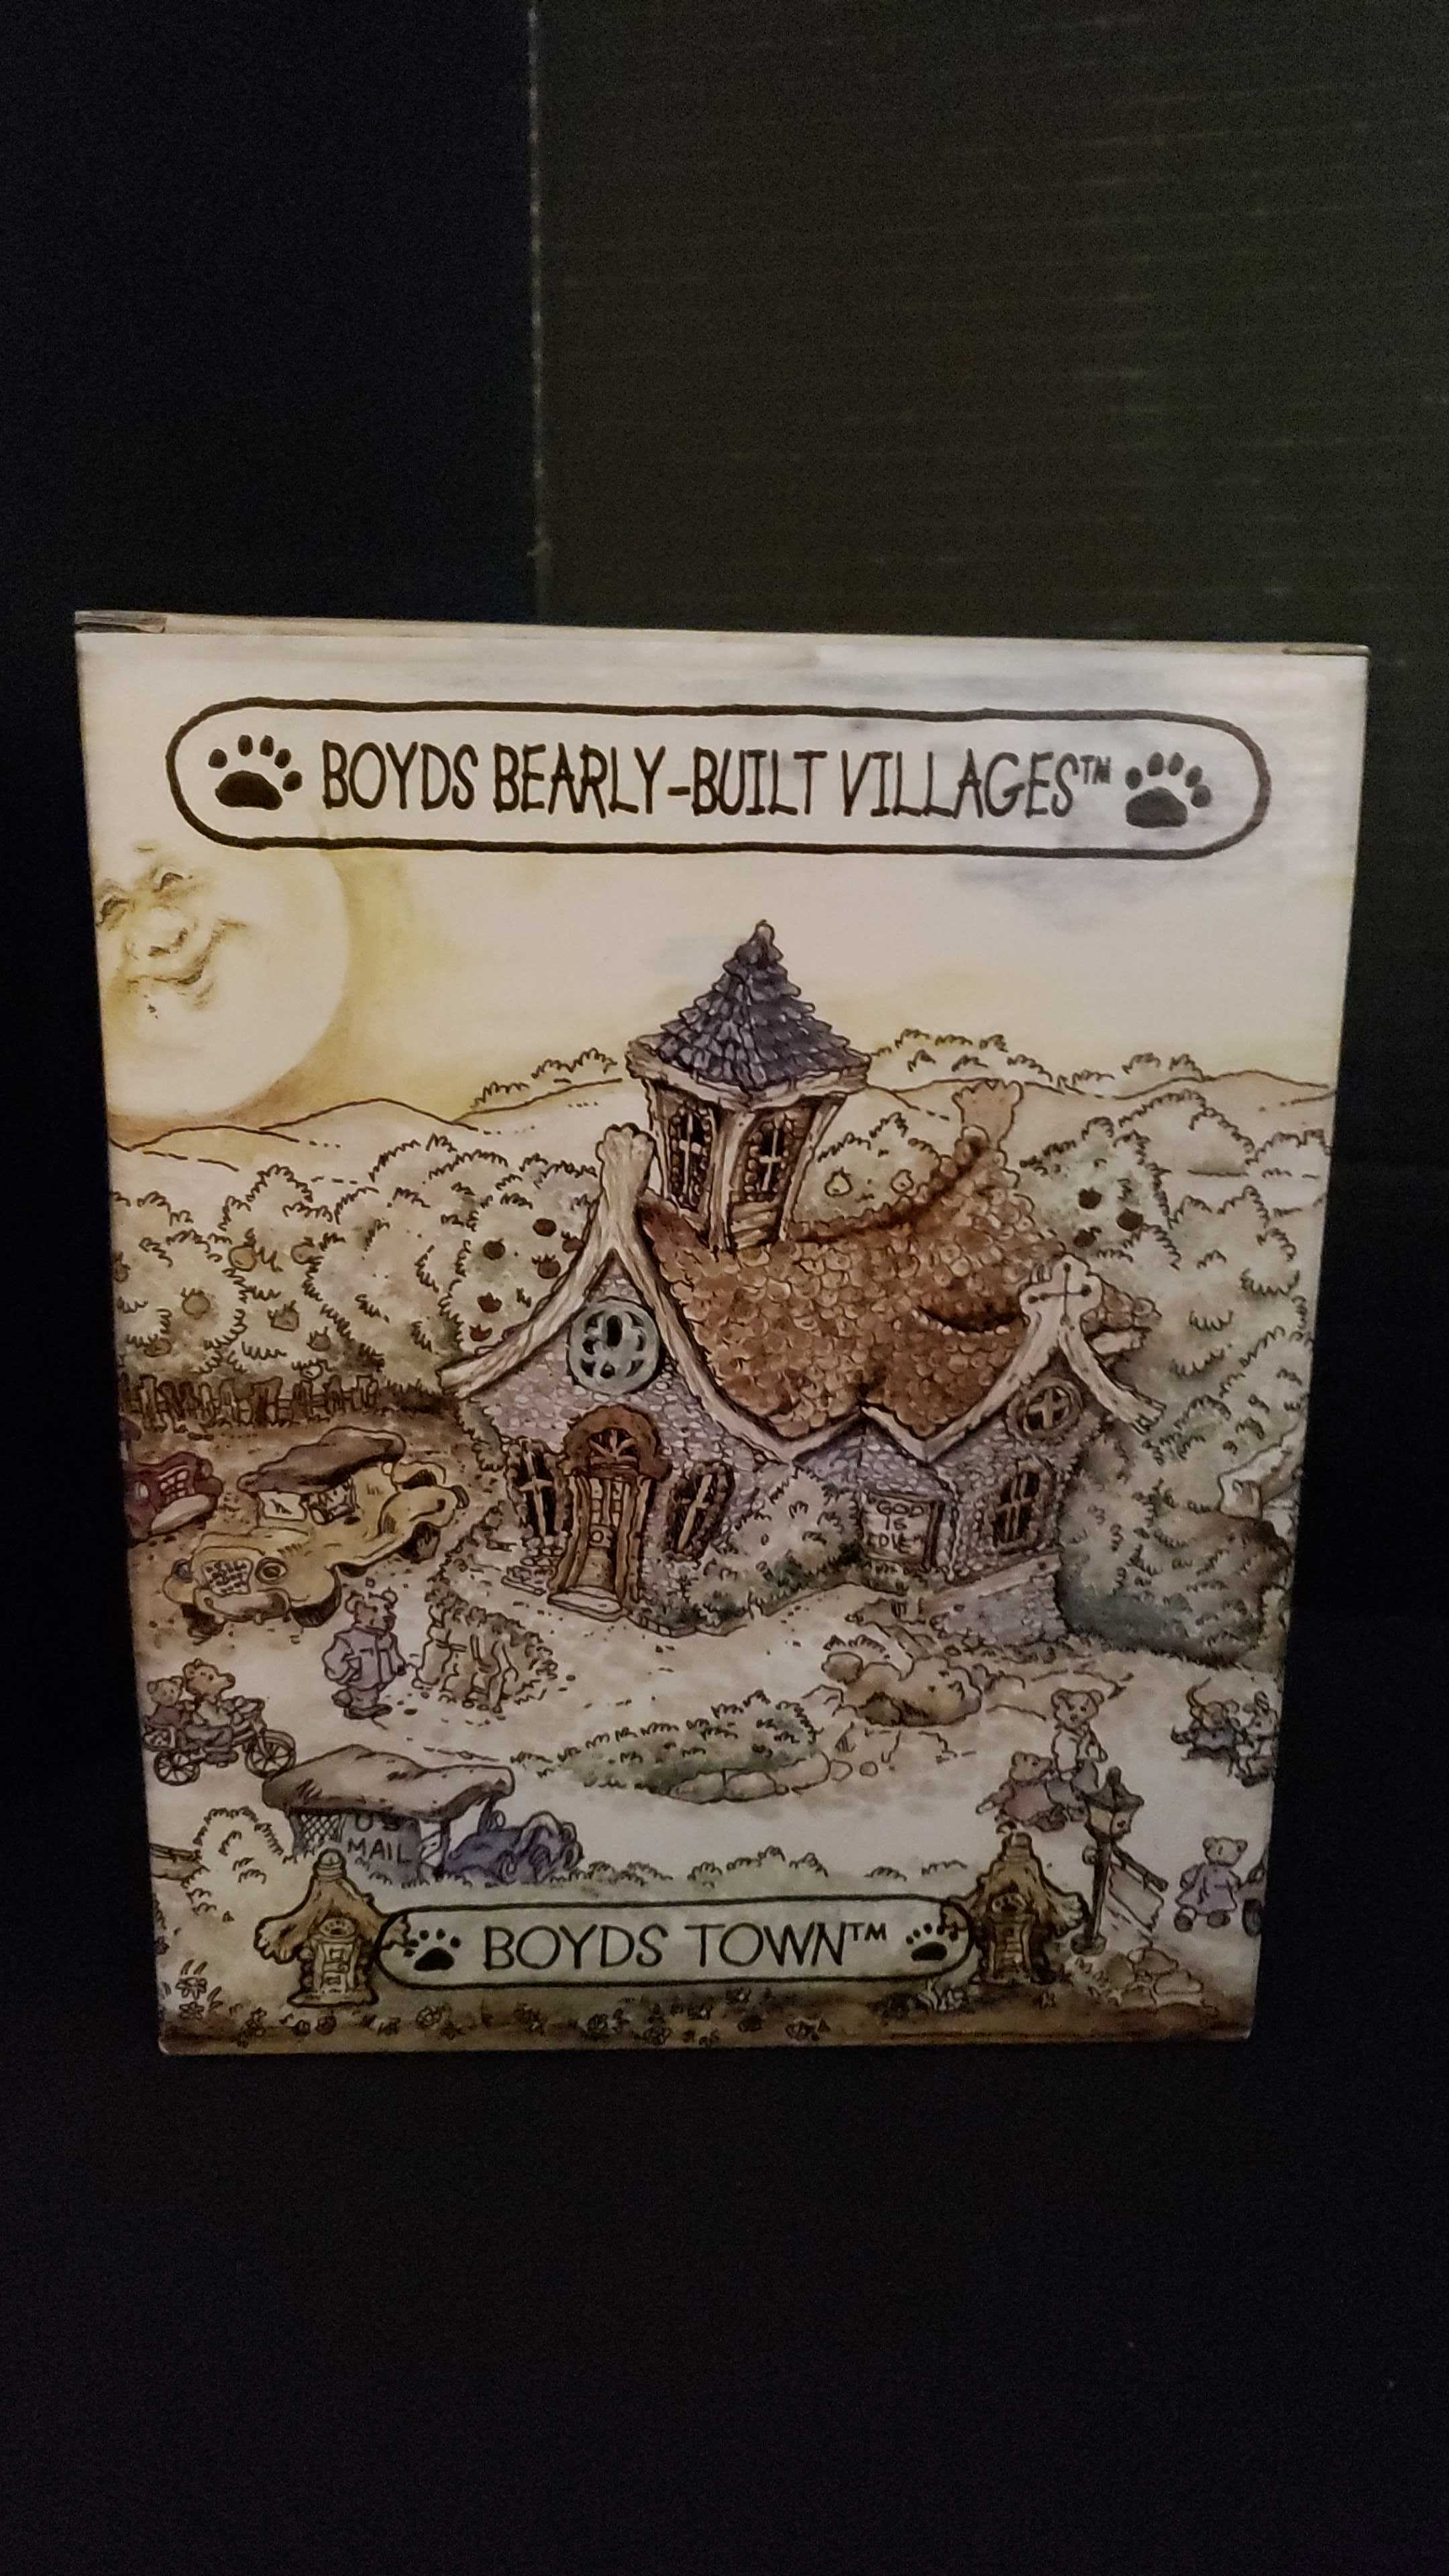 BOYDS BEARLY-BUILT VILLAGES™
GOD
IS
LOVE
U S
MAIL
BOYDS TOWN™